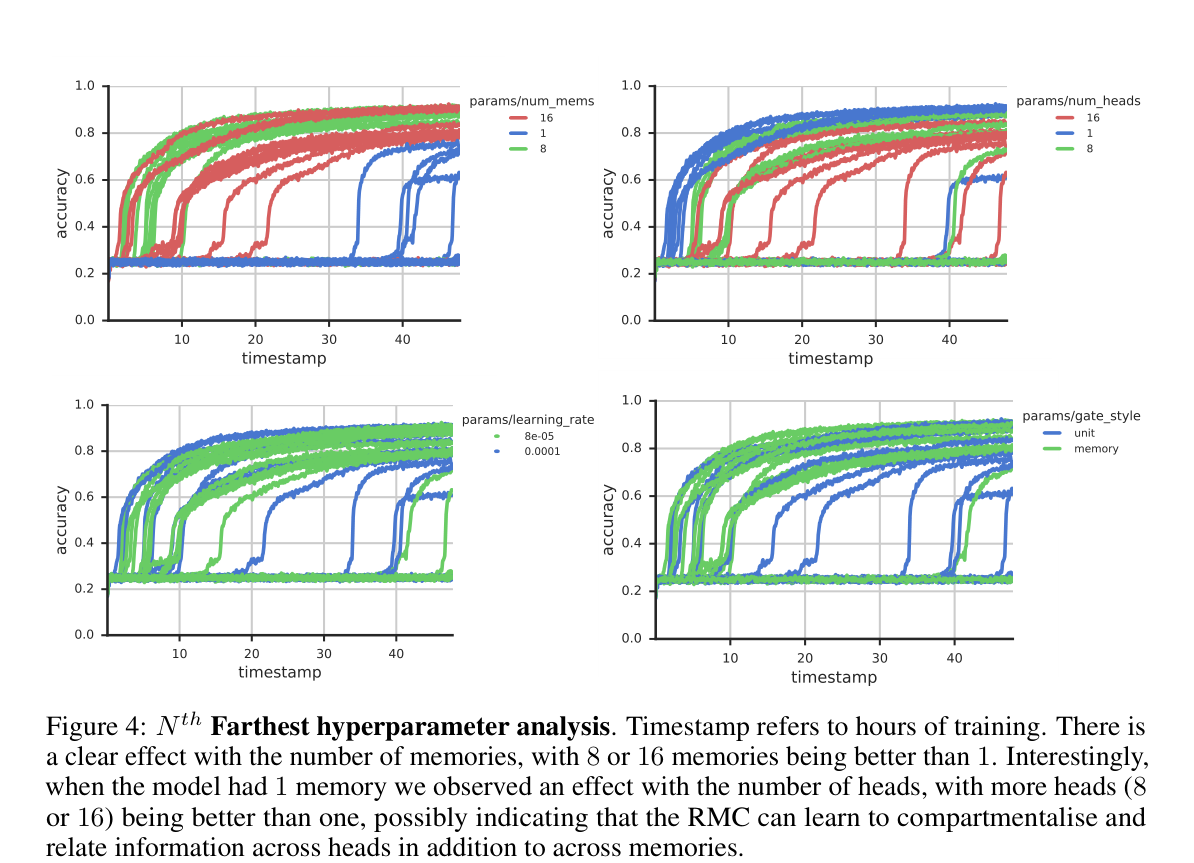 1.0
0.8
0.6
0.4
0.2
0.0
accuracy
10 20 30 40
timestamp
params/num_mems
16
1
8
1.0
0.8
0.6
0.4
0.2
0.0
accuracy
10 20 30 40
timestamp
params/num_heads
16
1
8
1.0
0.8
0.6
0.4
0.2
0.0
accuracy
10 20 30 40
timestamp
params/learning_rate
8e-05
0.0001
1.0
0.8
0.6
0.4
0.2
0.0
accuracy
10 20 30 40
timestamp
params/gate_style
unit
memory
Figure 4: N^th Farthest hyperparameter analysis. Timestamp refers to hours of training. There is
a clear effect with the number of memories, with 8 or 16 memories being better than 1. Interestingly,
when the model had 1 memory we observed an effect with the number of heads, with more heads (8
or 16) being better than one, possibly indicating that the RMC can learn to compartmentalise and
relate information across heads in addition to across memories.